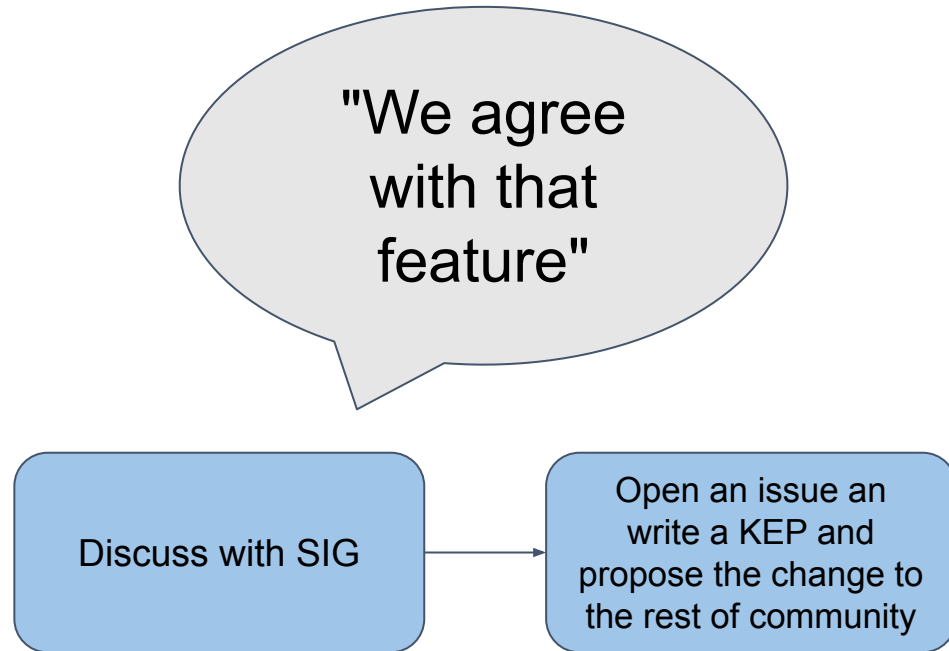 "We agree
with that
feature"
Discuss with SIG
Open an issue an
write a KEP and
propose the change to
the rest of community